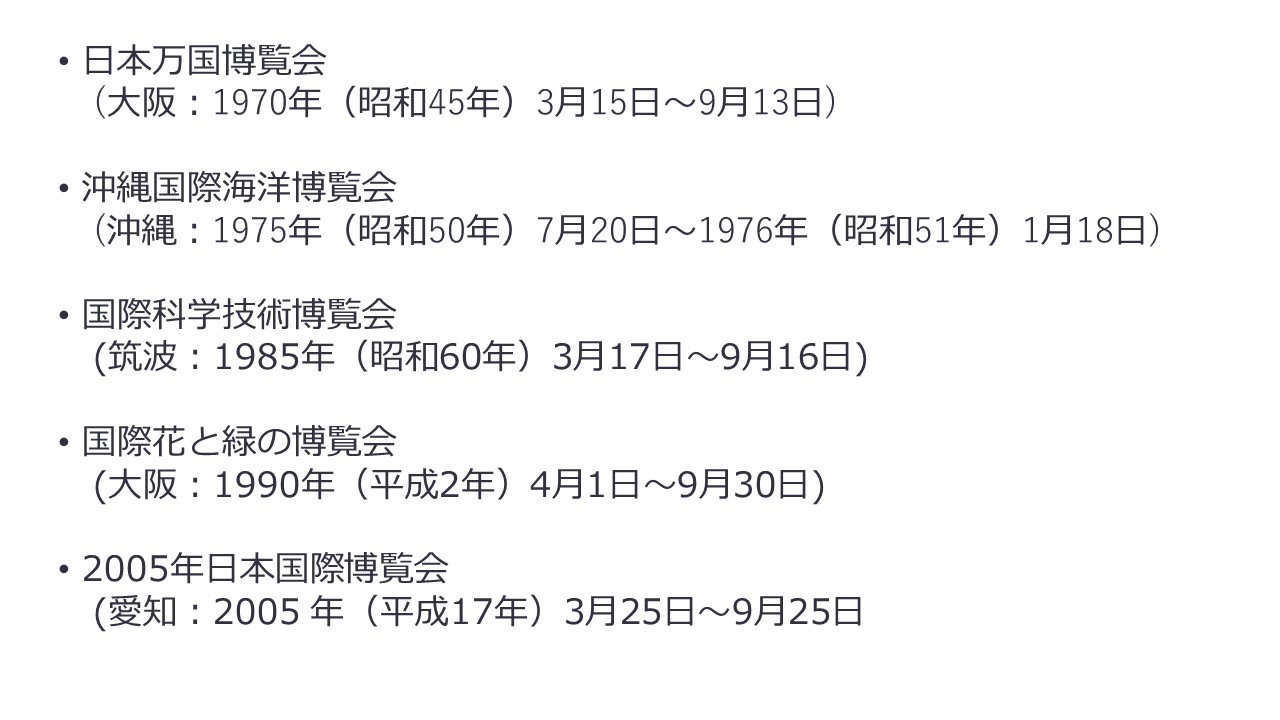 • 日本万国博覧会
（大阪：1970年（昭和45年）3月15日～9月13日）
• 沖縄国際海洋博覧会
（沖縄：1975年（昭和50年）7月20日～1976年（昭和51年）1月18日）
• 国際科学技術博覧会
(筑波：1985年（昭和60年）3月17日～9月16日)
• 国際花と緑の博覧会
(大阪：1990年（平成2年）4月1日～9月30日)
• 2005年日本国際博覧会
(愛知：2005 年（平成17年）3月25日～9月25日